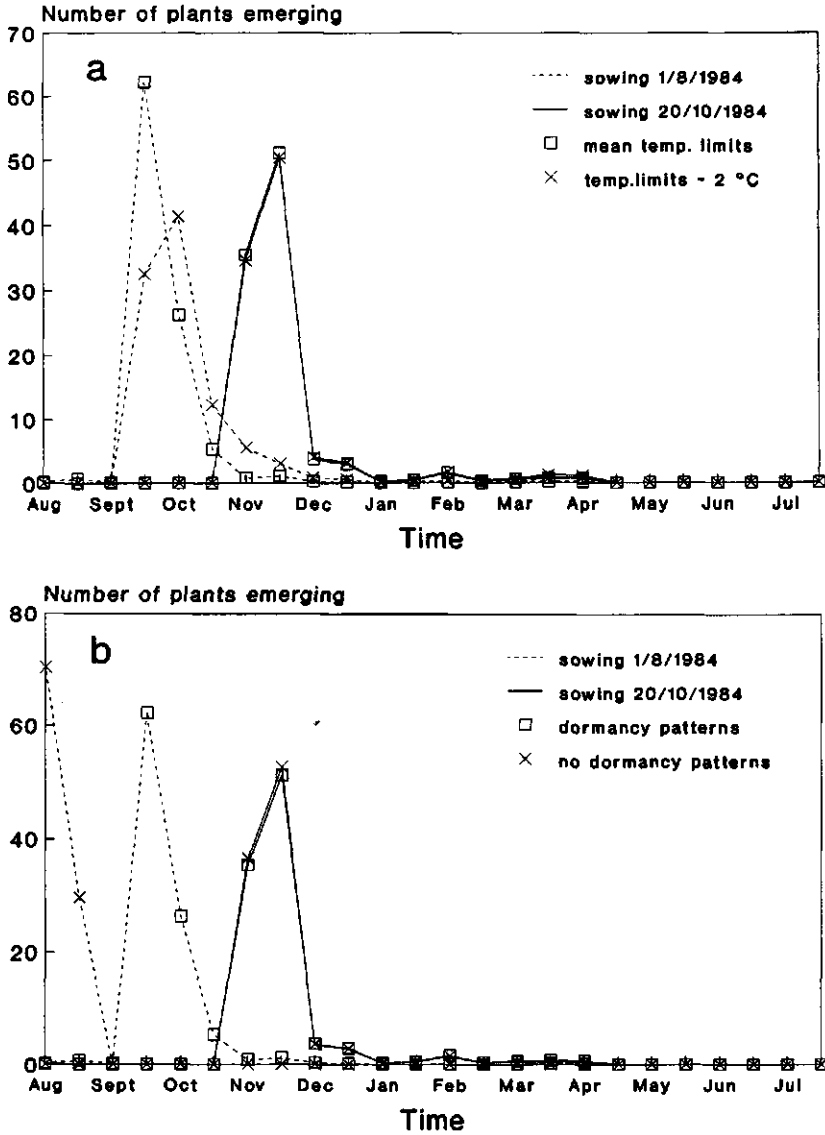 Number of plants emerging
70
60
50
40
30
20
10
0
a
sowing 1/8/1984
sowing 20/10/1984
mean temp. limits
temp.limits - 2 °C
Aug Sept Oct Nov Dec Jan Feb Mar Apr May Jun Jul
Time
Number of plants emerging
80
60
40
20
0
b
sowing 1/8/1984
sowing 20/10/1984
dormancy patterns
no dormancy patterns
Aug Sept Oct Nov Dec Jan Feb Mar Apr May Jun Jul
Time